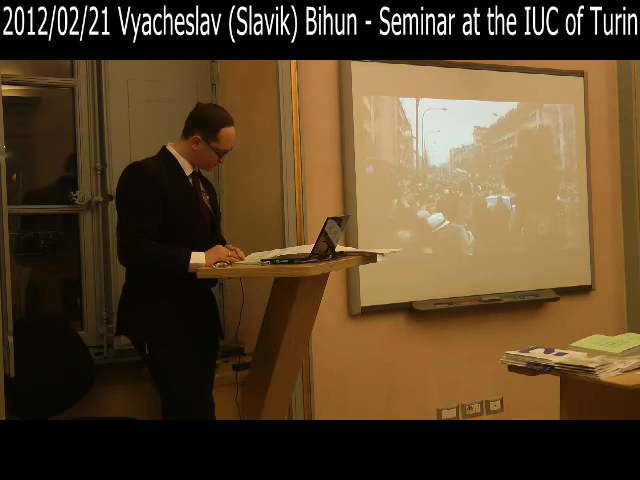 2012/02/21 Vyacheslav (Slavik) Bihun - Seminar at the IUC of Turin